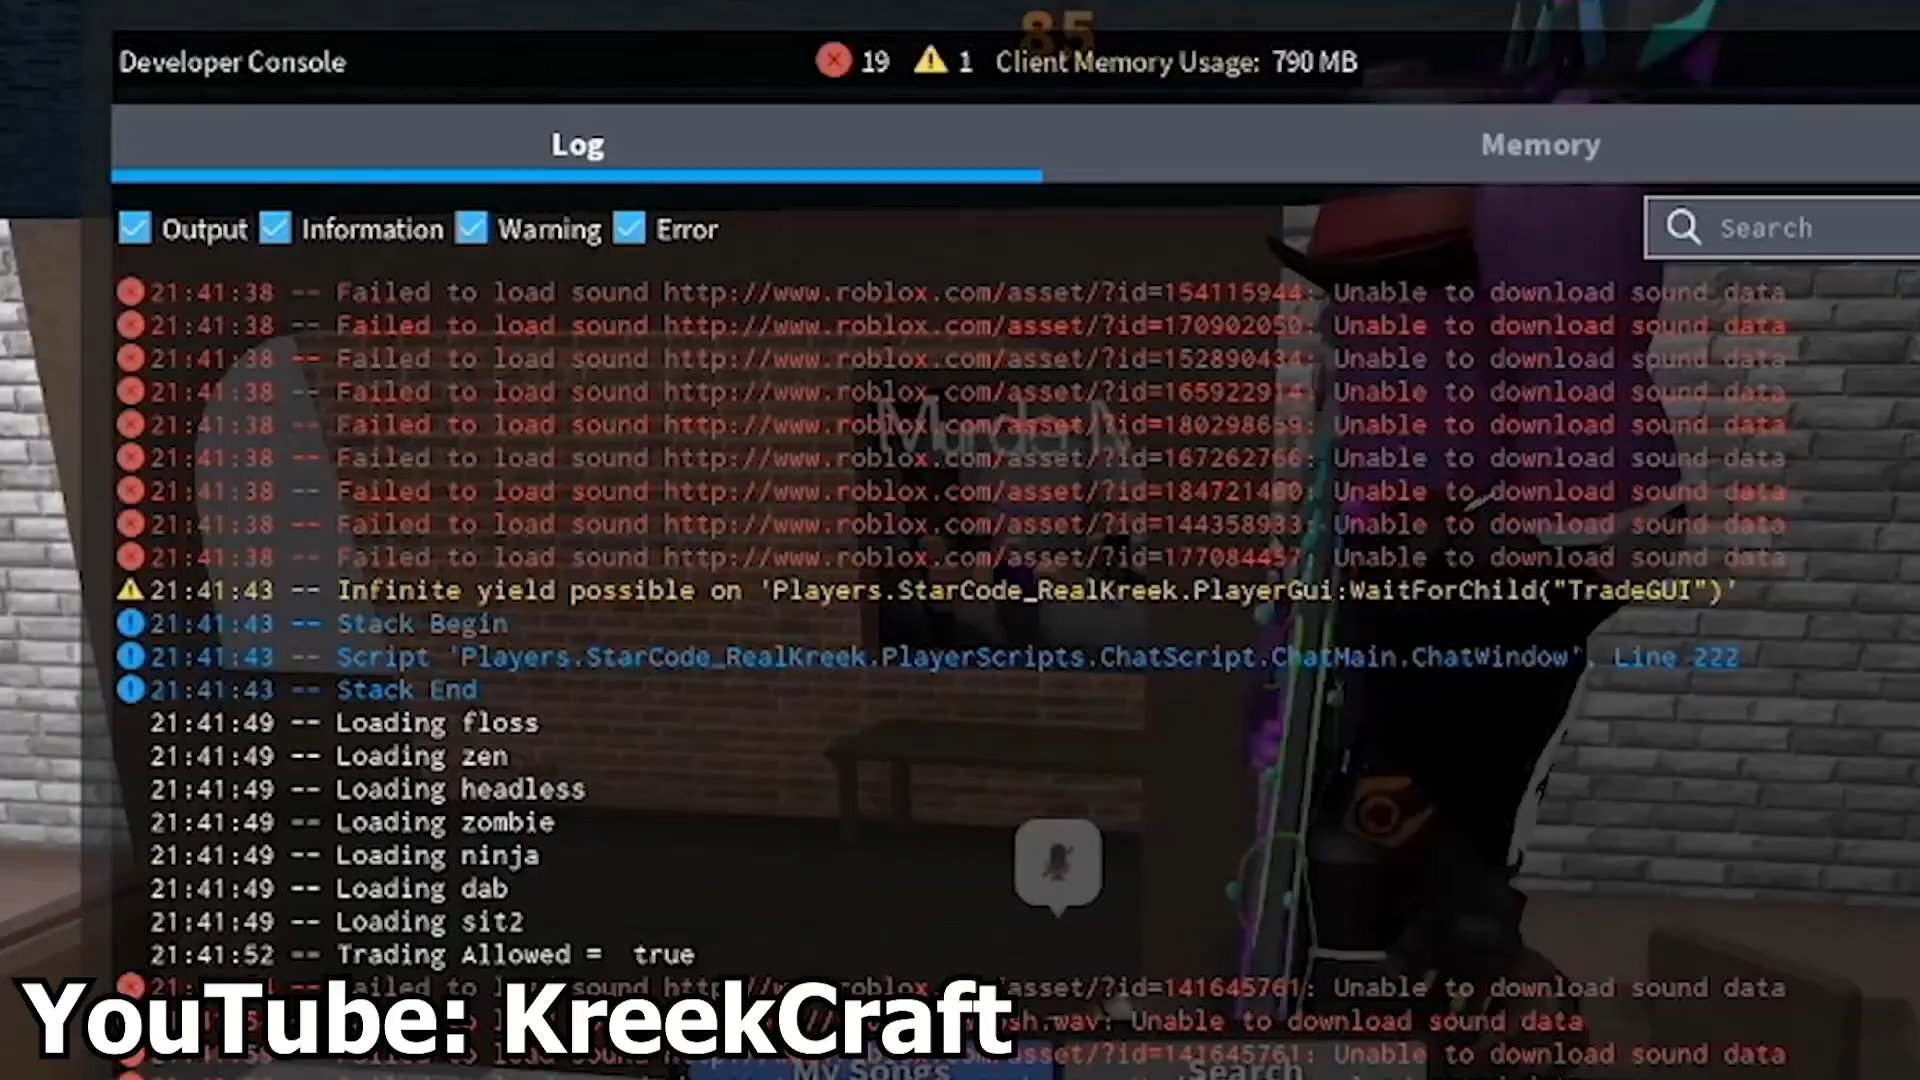 85
Developer Console
19 1 Client Memory Usage: 790 MB
Log Memory
Output Information Warning Error Search
21:41:38 -- Failed to load sound http://www.roblox.com/asset/?id=154115944: Unable to download sound data
21:41:38 -- Failed to load sound http://www.roblox.com/asset/?id=170902050: Unable to download sound data
21:41:38 -- Failed to load sound http://www.roblox.com/asset/?id=152890434: Unable to download sound data
21:41:38 -- Failed to load sound http://www.roblox.com/asset/?id=165922914: Unable to download sound data
21:41:38 -- Failed to load sound http://www.roblox.com/asset/?id=180298659: Unable to download sound data
21:41:38 -- Failed to load sound http://www.roblox.com/asset/?id=167262766: Unable to download sound data
21:41:38 -- Failed to load sound http://www.roblox.com/asset/?id=184721460: Unable to download sound data
21:41:38 -- Failed to load sound http://www.roblox.com/asset/?id=144358933: Unable to download sound data
21:41:38 -- Failed to load sound http://www.roblox.com/asset/?id=177084457: Unable to download sound data
21:41:43 -- Infinite yield possible on 'Players.StarCode_RealKreek.PlayerGui:WaitForChild("TradeGUI")'
21:41:43 -- Stack Begin
21:41:43 -- Script 'Players.StarCode_RealKreek.PlayerScripts.ChatScript.ChatMain.ChatWindow', Line 222
21:41:43 -- Stack End
21:41:49 -- Loading floss
21:41:49 -- Loading zen
21:41:49 -- Loading headless
21:41:49 -- Loading zombie
21:41:49 -- Loading ninja
21:41:49 -- Loading dab
21:41:49 -- Loading sit2
21:41:52 -- Trading Allowed = true
Failed to load sound asset/?id=141645761: Unable to download sound data
sh.wav: Unable to download sound data
asset/?id=141645761: Unable to download sound data
YouTube: KreekCraft
My Songs Search